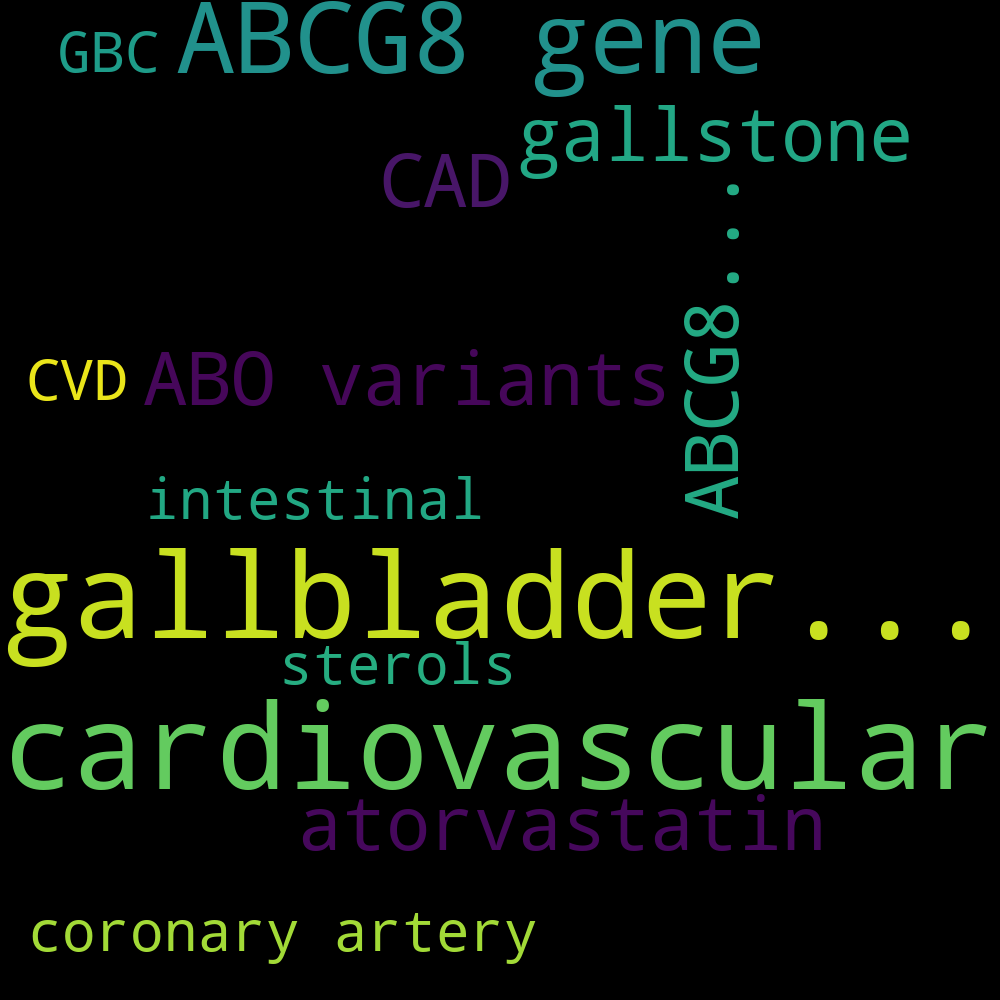 GBC
ABCG8 gene
gallstone
CAD
ABCG8...
CVD
ABO variants
intestinal
gallbladder...
sterols
cardiovascular
atorvastatin
coronary artery